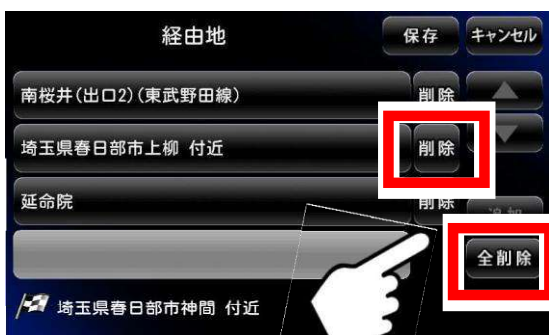 経由地
保存
キャンセル
南桜井(出口2)(東武野田線)
削除
埼玉県春日部市上柳 付近
削除
延命院
削除
全削除
埼玉県春日部市神間 付近